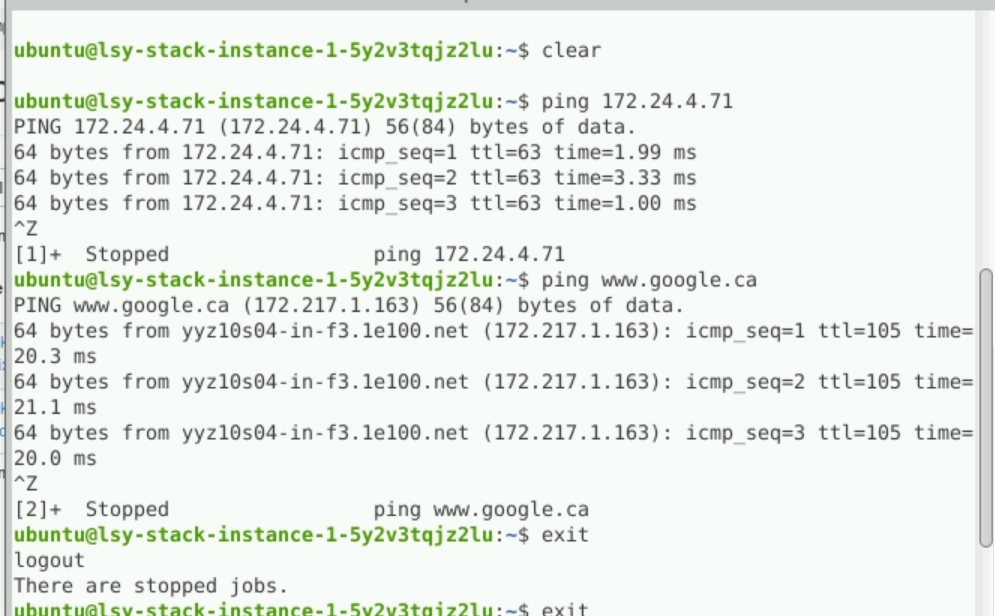 ubuntu@lsy-stack-instance-1-5y2v3tqjz2lu:~$ clear
ubuntu@lsy-stack-instance-1-5y2v3tqjz2lu:~$ ping 172.24.4.71
PING 172.24.4.71 (172.24.4.71) 56(84) bytes of data.
64 bytes from 172.24.4.71: icmp_seq=1 ttl=63 time=1.99 ms
64 bytes from 172.24.4.71: icmp_seq=2 ttl=63 time=3.33 ms
64 bytes from 172.24.4.71: icmp_seq=3 ttl=63 time=1.00 ms
^Z
[1]+  Stopped                 ping 172.24.4.71
ubuntu@lsy-stack-instance-1-5y2v3tqjz2lu:~$ ping www.google.ca
PING www.google.ca (172.217.1.163) 56(84) bytes of data.
64 bytes from yyz10s04-in-f3.1e100.net (172.217.1.163): icmp_seq=1 ttl=105 time=
20.3 ms
64 bytes from yyz10s04-in-f3.1e100.net (172.217.1.163): icmp_seq=2 ttl=105 time=
21.1 ms
64 bytes from yyz10s04-in-f3.1e100.net (172.217.1.163): icmp_seq=3 ttl=105 time=
20.0 ms
^Z
[2]+  Stopped                 ping www.google.ca
ubuntu@lsy-stack-instance-1-5y2v3tqjz2lu:~$ exit
logout
There are stopped jobs.
ubuntu@lsy-stack-instance-1-5y2v3tqjz2lu:~$ exit